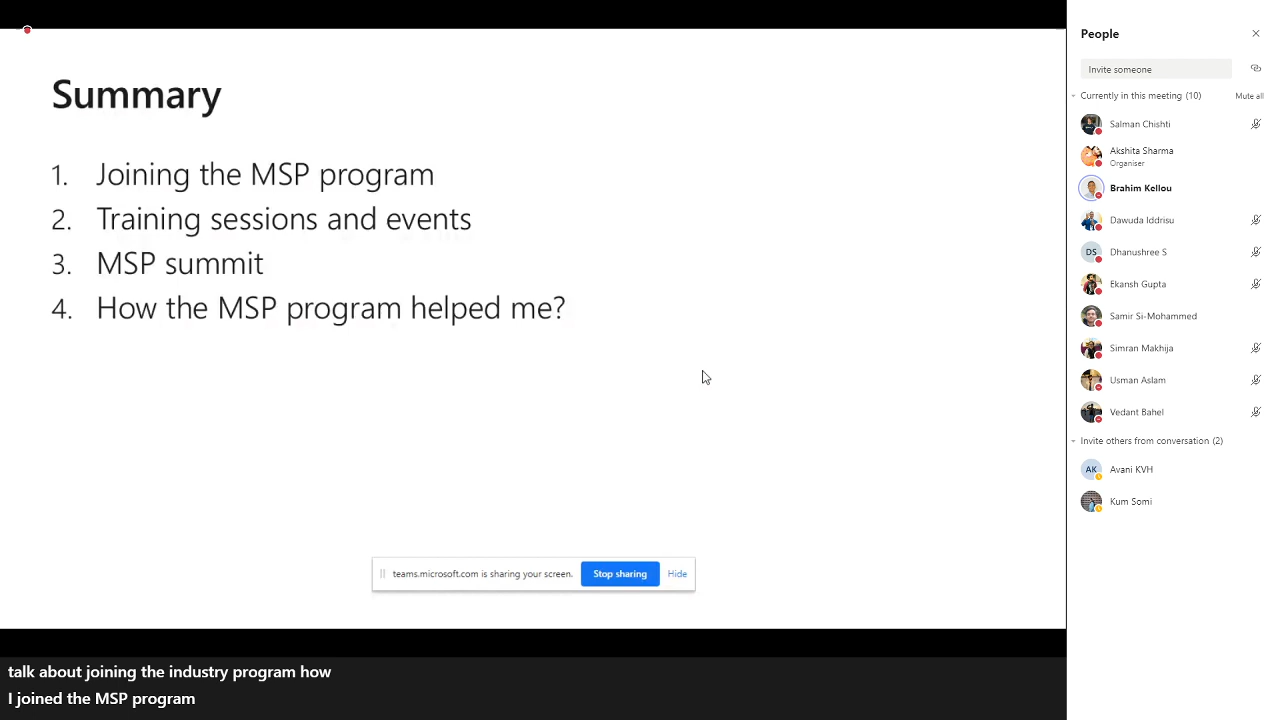 Summary
1. Joining the MSP program
2. Training sessions and events
3. MSP summit
4. How the MSP program helped me?
teams.microsoft.com is sharing your screen. Stop sharing Hide
talk about joining the industry program how
I joined the MSP program
People
Invite someone
Currently in this meeting (10) Mute all
Salman Chishti
Akshita Sharma
Organiser
Brahim Kellou
Dawuda Iddrisu
DS Dhanushree S
Ekansh Gupta
Samir Si-Mohammed
Simran Makhija
Usman Aslam
Vedant Bahel
Invite others from conversation (2)
AK Avani KVH
Kum Somi